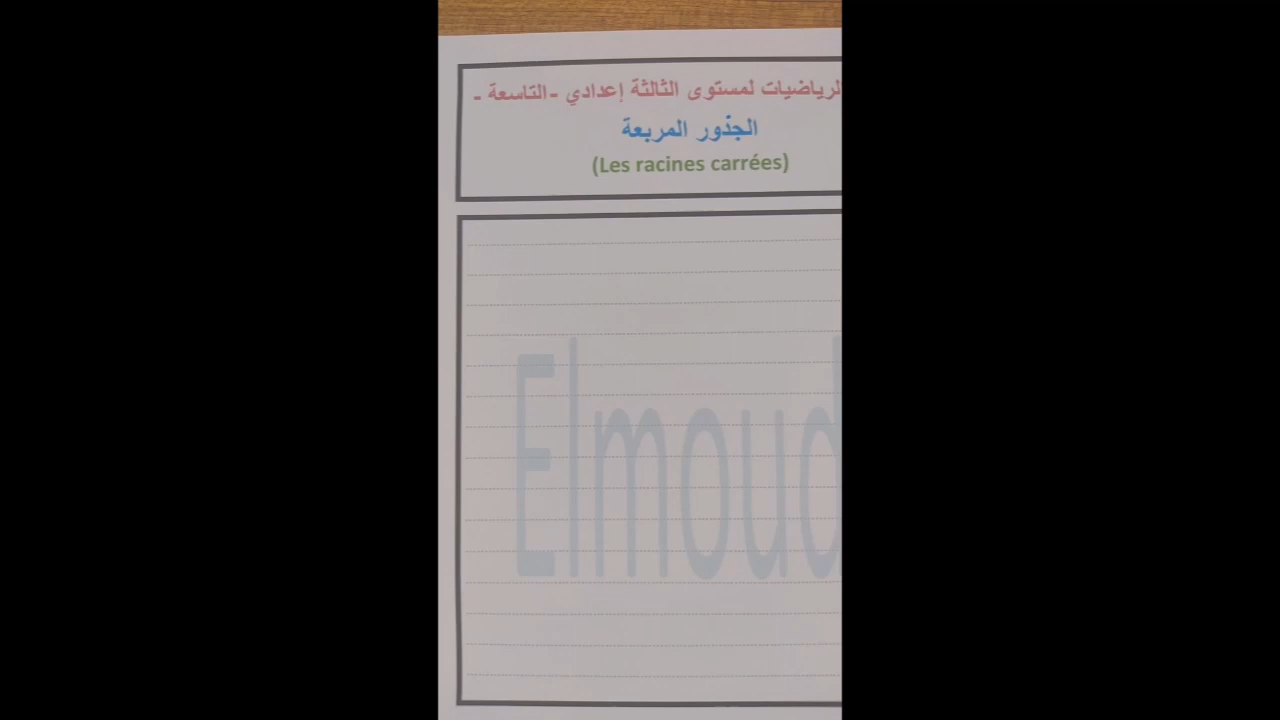 الرياضيات لمستوى الثالثة إعدادي -التاسعة -
الجذور المربعة
(Les racines carrées)
Elmoud